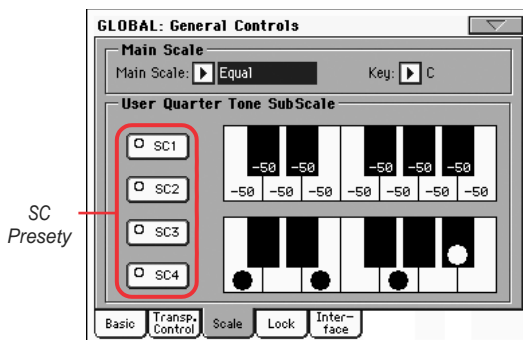 GLOBAL: General Controls
Main Scale
Main Scale: Equal Key: C
User Quarter Tone SubScale
SC1
-50 -50 -50 -50 -50
SC2
-50 -50 -50 -50 -50 -50 -50
SC Presety
SC3
SC4
Basic Transp. Control Scale Lock Inter-face